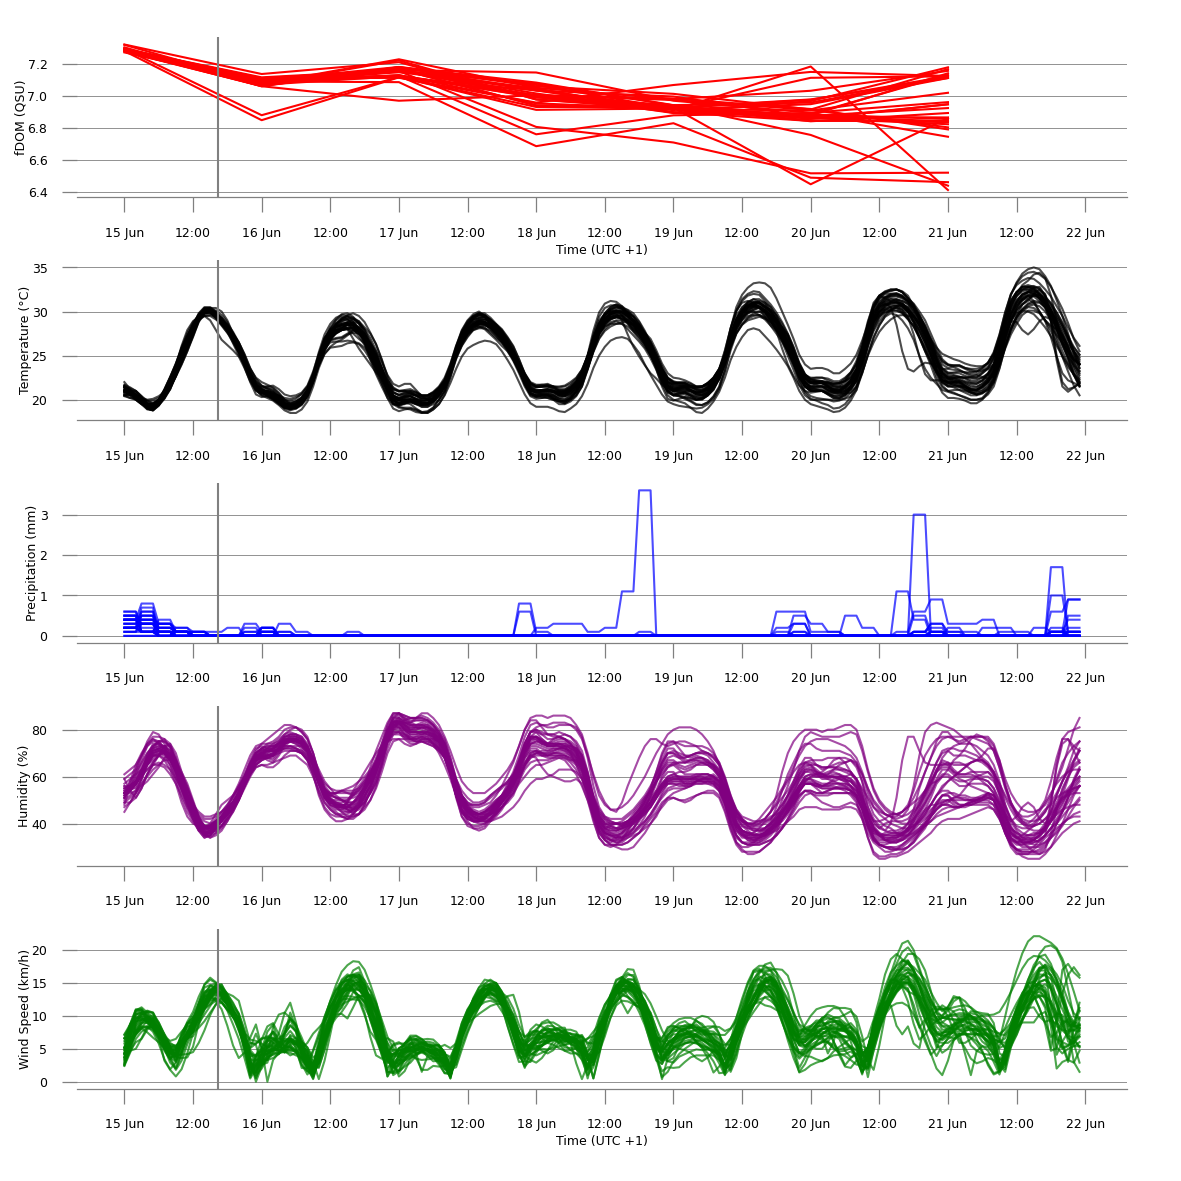 fDOM (QSU)
7.2
7.0
6.8
6.6
6.4
15 Jun 12:00 16 Jun 12:00 17 Jun 12:00 18 Jun 12:00 19 Jun 12:00 20 Jun 12:00 21 Jun 12:00 22 Jun
Time (UTC +1)
Temperature (°C)
35
30
25
20
15 Jun 12:00 16 Jun 12:00 17 Jun 12:00 18 Jun 12:00 19 Jun 12:00 20 Jun 12:00 21 Jun 12:00 22 Jun
Precipitation (mm)
3
2
1
0
15 Jun 12:00 16 Jun 12:00 17 Jun 12:00 18 Jun 12:00 19 Jun 12:00 20 Jun 12:00 21 Jun 12:00 22 Jun
Humidity (%)
80
60
40
15 Jun 12:00 16 Jun 12:00 17 Jun 12:00 18 Jun 12:00 19 Jun 12:00 20 Jun 12:00 21 Jun 12:00 22 Jun
Wind Speed (km/h)
20
15
10
5
0
15 Jun 12:00 16 Jun 12:00 17 Jun 12:00 18 Jun 12:00 19 Jun 12:00 20 Jun 12:00 21 Jun 12:00 22 Jun
Time (UTC +1)